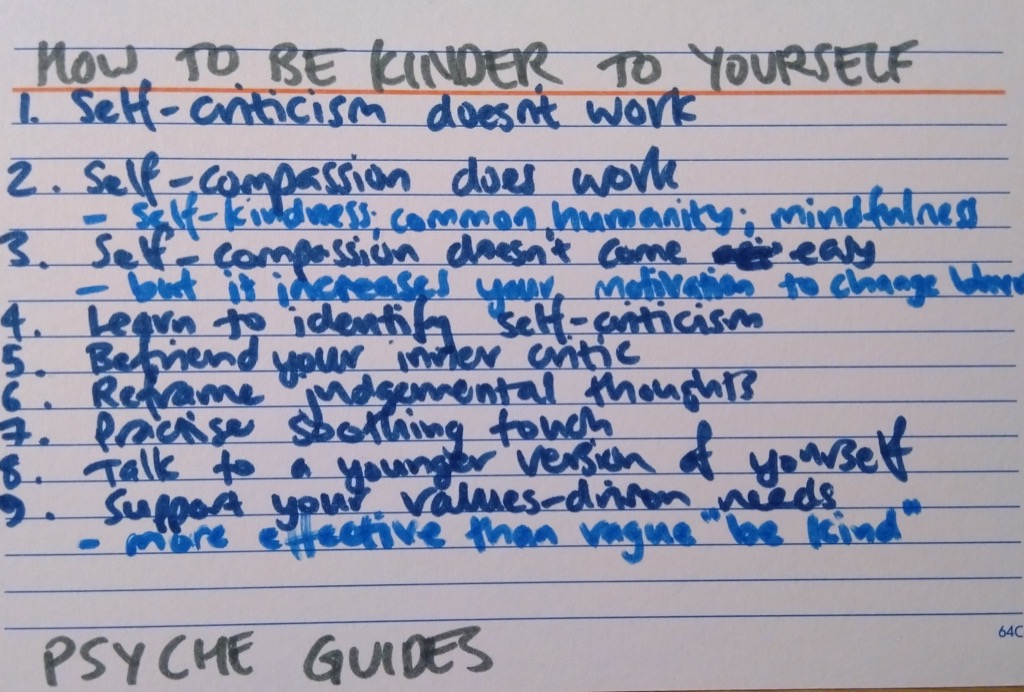 HOW TO BE KINDER TO YOURSELF
1. Self-criticism doesn't work
2. Self-compassion does work
- self-kindness; common humanity; mindfulness
3. Self-compassion doesn't come easy
- but it increases your motivation to change
4. Learn to identify self-criticism
5. Befriend your inner critic
6. Reframe judgemental thoughts
7. Practise soothing touch
8. Talk to a younger version of yourself
9. Support your values-driven needs
- more effective than vague "be kind"
64C
PSYCHE GUIDES